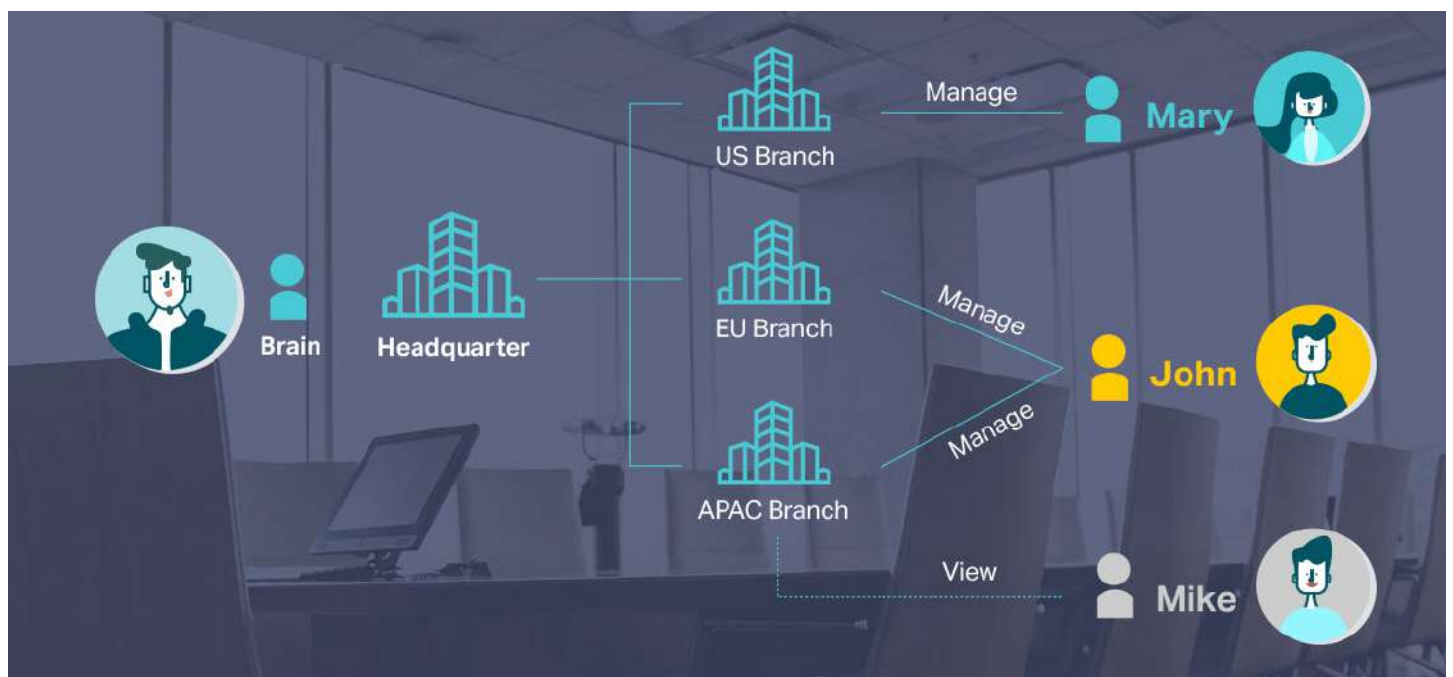 Manage
Mary
US Branch
Manage
EU Branch
Brain
Headquarter
John
Manage
APAC Branch
View
Mike